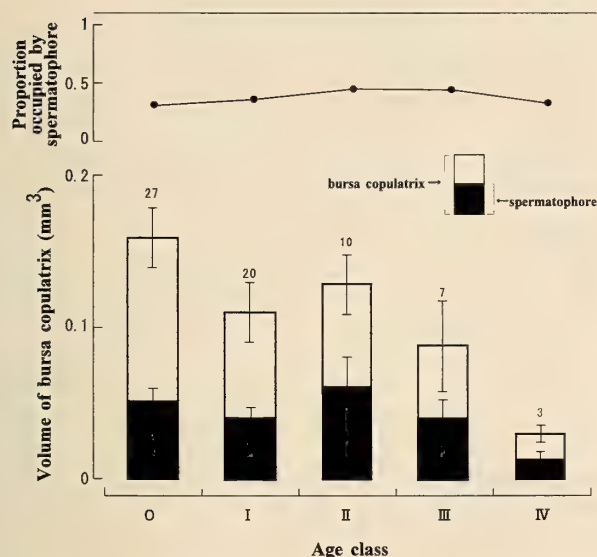 Proportion
occupied by
spermatophore
1
0.5
0
bursa copulatrix
spermatophore
Volume of bursa copulatrix (mm³)
0.2
0.1
0
27
20
10
7
3
O
I
II
III
IV
Age class